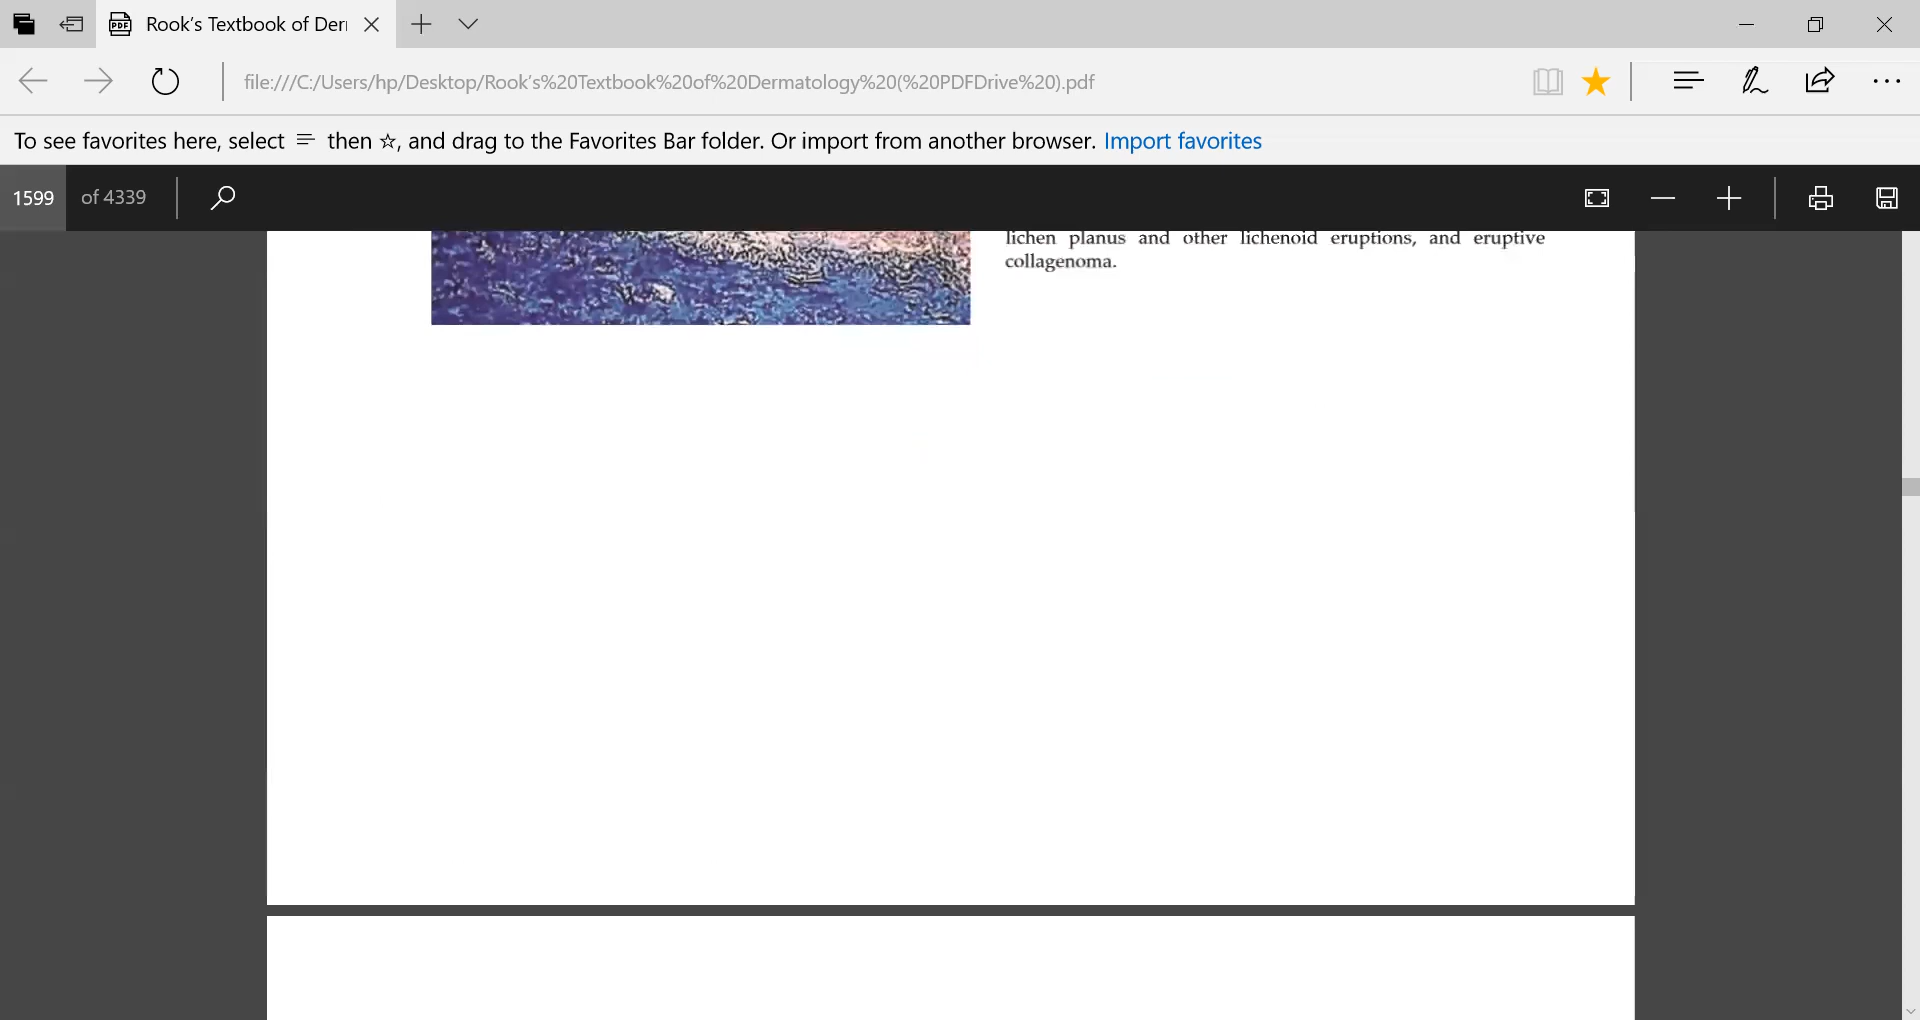 Rook's Textbook of Der
file:///C:/Users/hp/Desktop/Rook's%20Textbook%20of%20Dermatology%20(%20PDFDrive%20).pdf
To see favorites here, select ≡ then ☆, and drag to the Favorites Bar folder. Or import from another browser. Import favorites
1599 of 4339
lichen planus and other lichenoid eruptions, and eruptive
collagenoma.